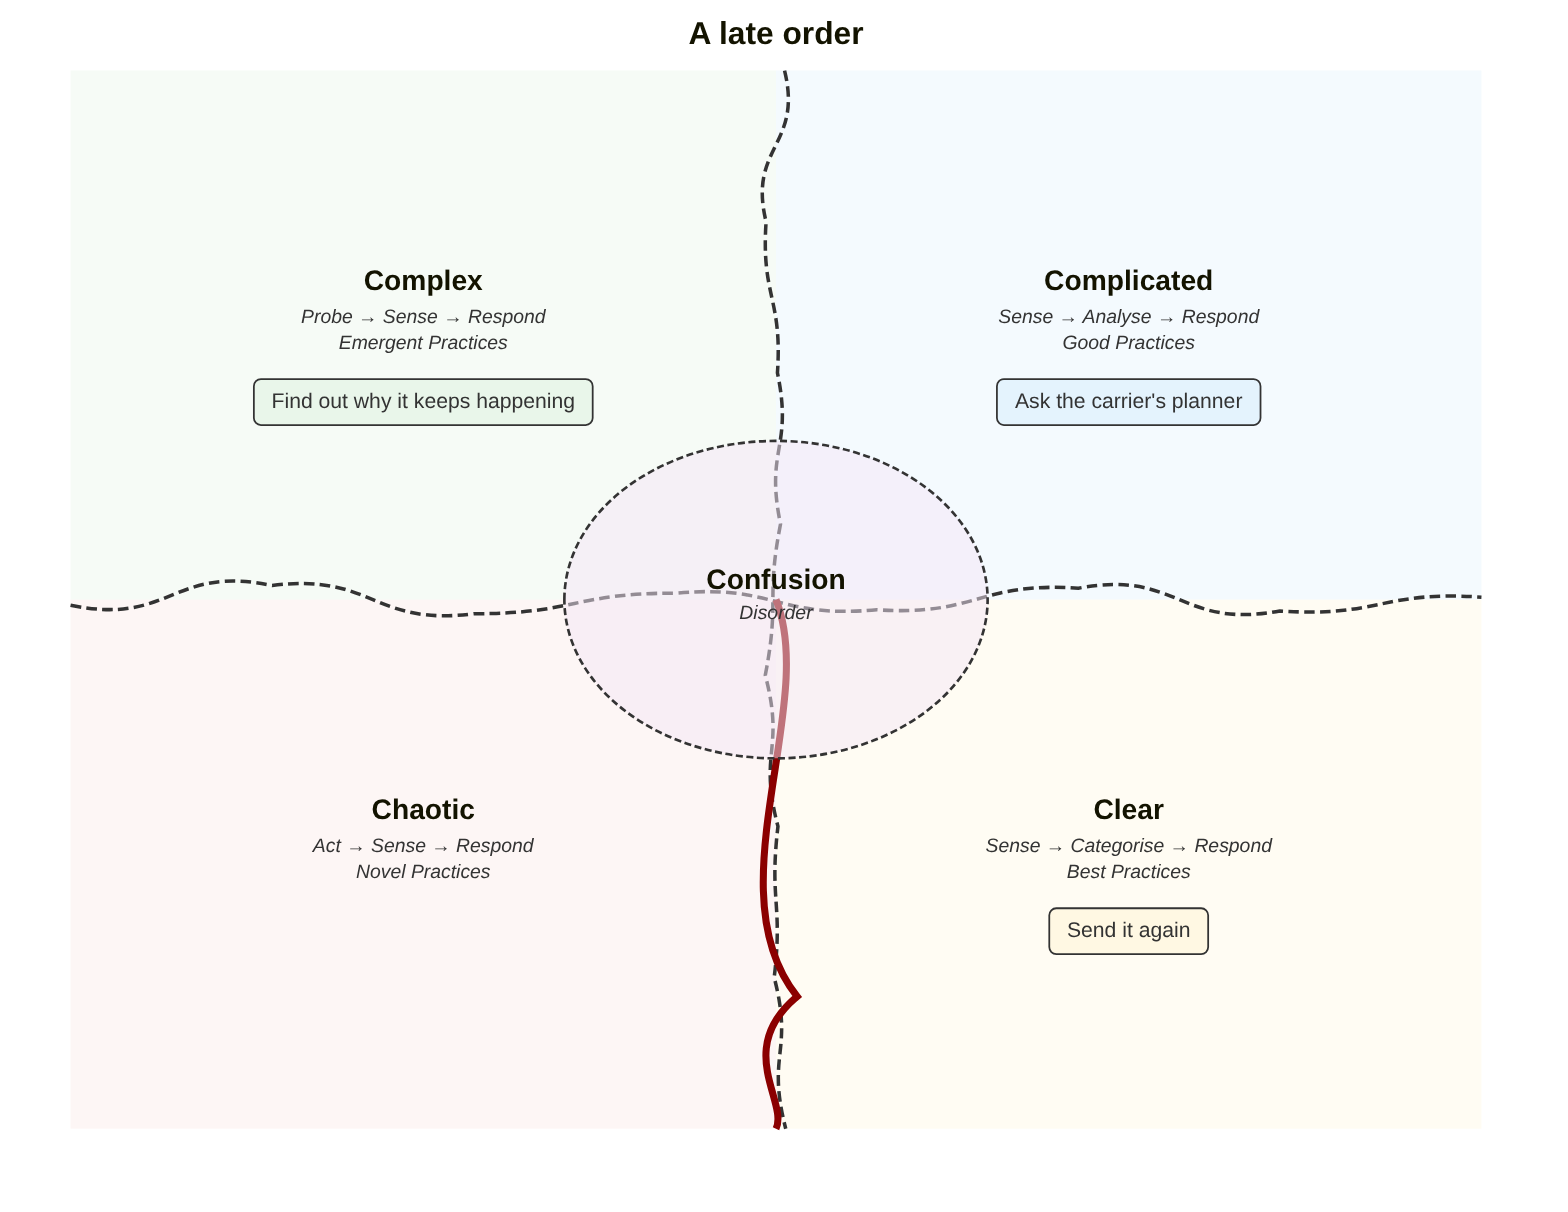 A late order
Complex
Probe → Sense → Respond
Emergent Practices
Find out why it keeps happening
Complicated
Sense → Analyse → Respond
Good Practices
Ask the carrier's planner
Confusion
Disorder
Chaotic
Act → Sense → Respond
Novel Practices
Clear
Sense → Categorise → Respond
Best Practices
Send it again